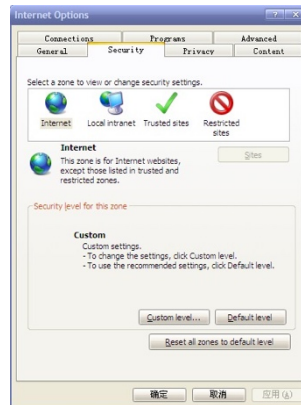 Internet Options
Connections Programs Advanced
General Security Privacy Content
Select a zone to view or change security settings.
Internet Local intranet Trusted sites Restricted
sites
Internet
Sites
This zone is for Internet websites,
except those listed in trusted and
restricted zones.
Security level for this zone
Custom
Custom settings.
- To change the settings, click Custom level.
- To use the recommended settings, click Default level.
Custom level... Default level
Reset all zones to default level
确定 取消 应用(A)